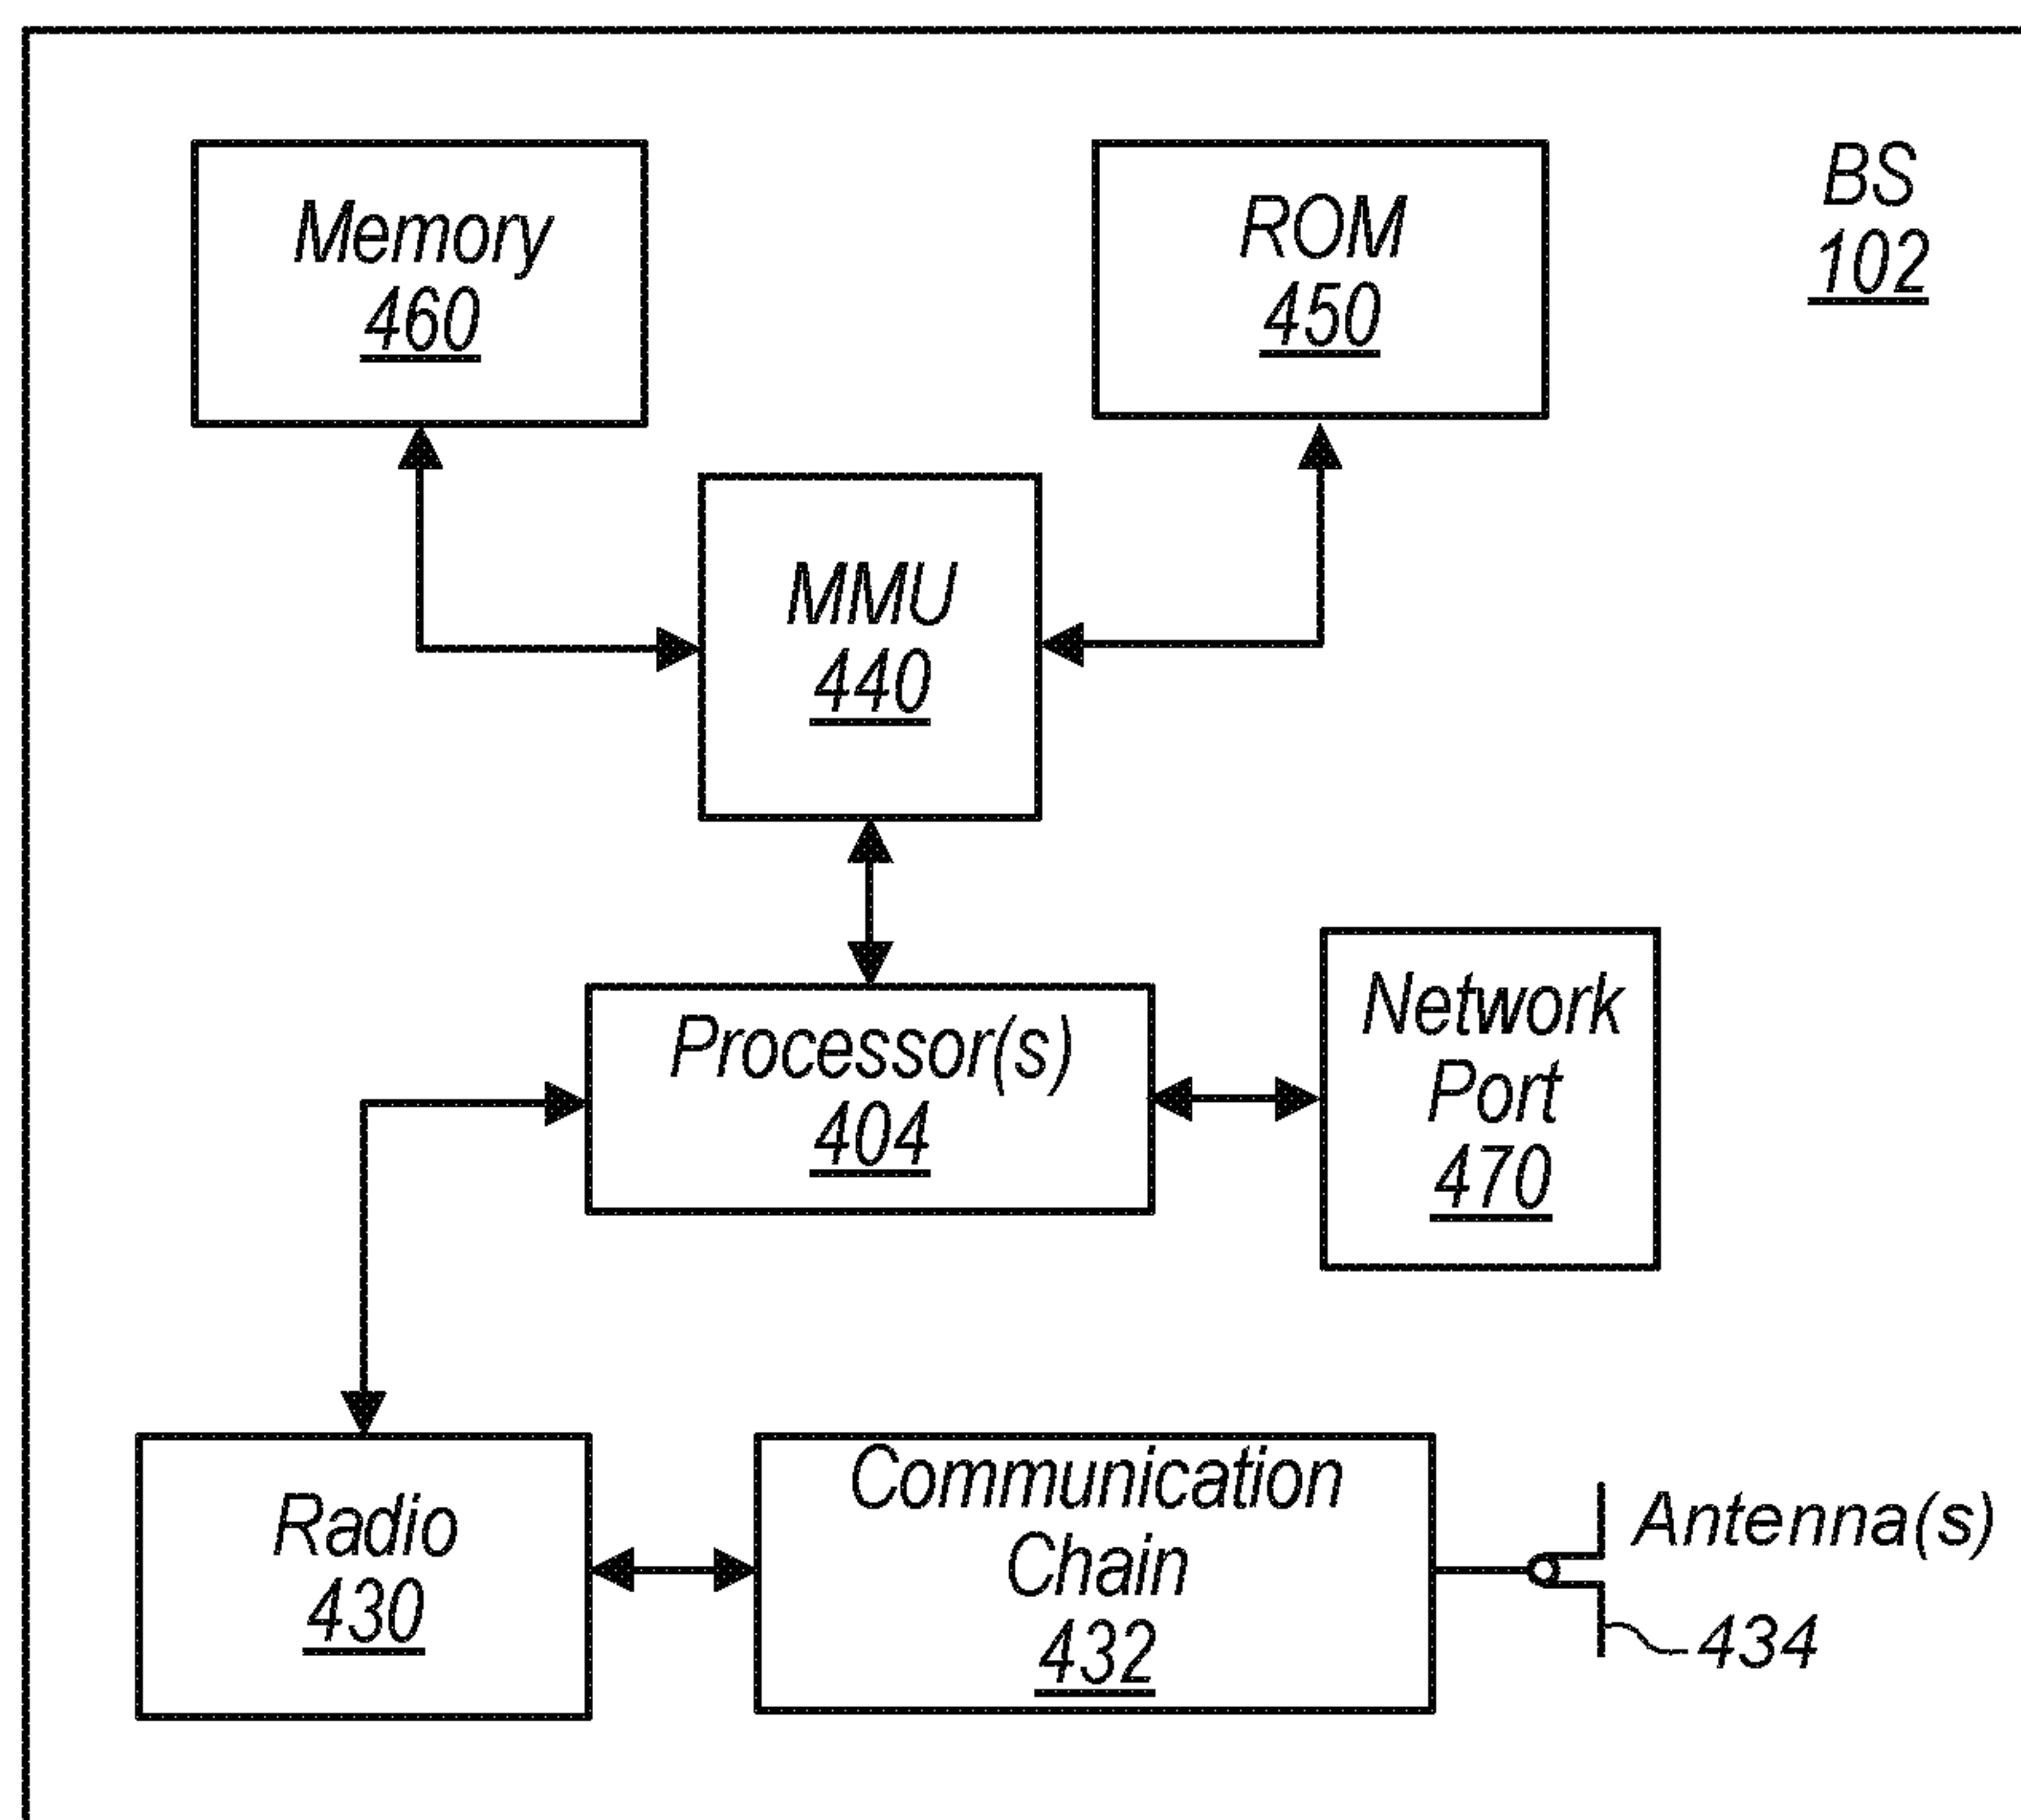 Memory
460
ROM
450
BS
102
MMU
440
Processor(s)
404
Network
Port
470
Radio
430
Communication
Chain
432
Antenna(s)
434